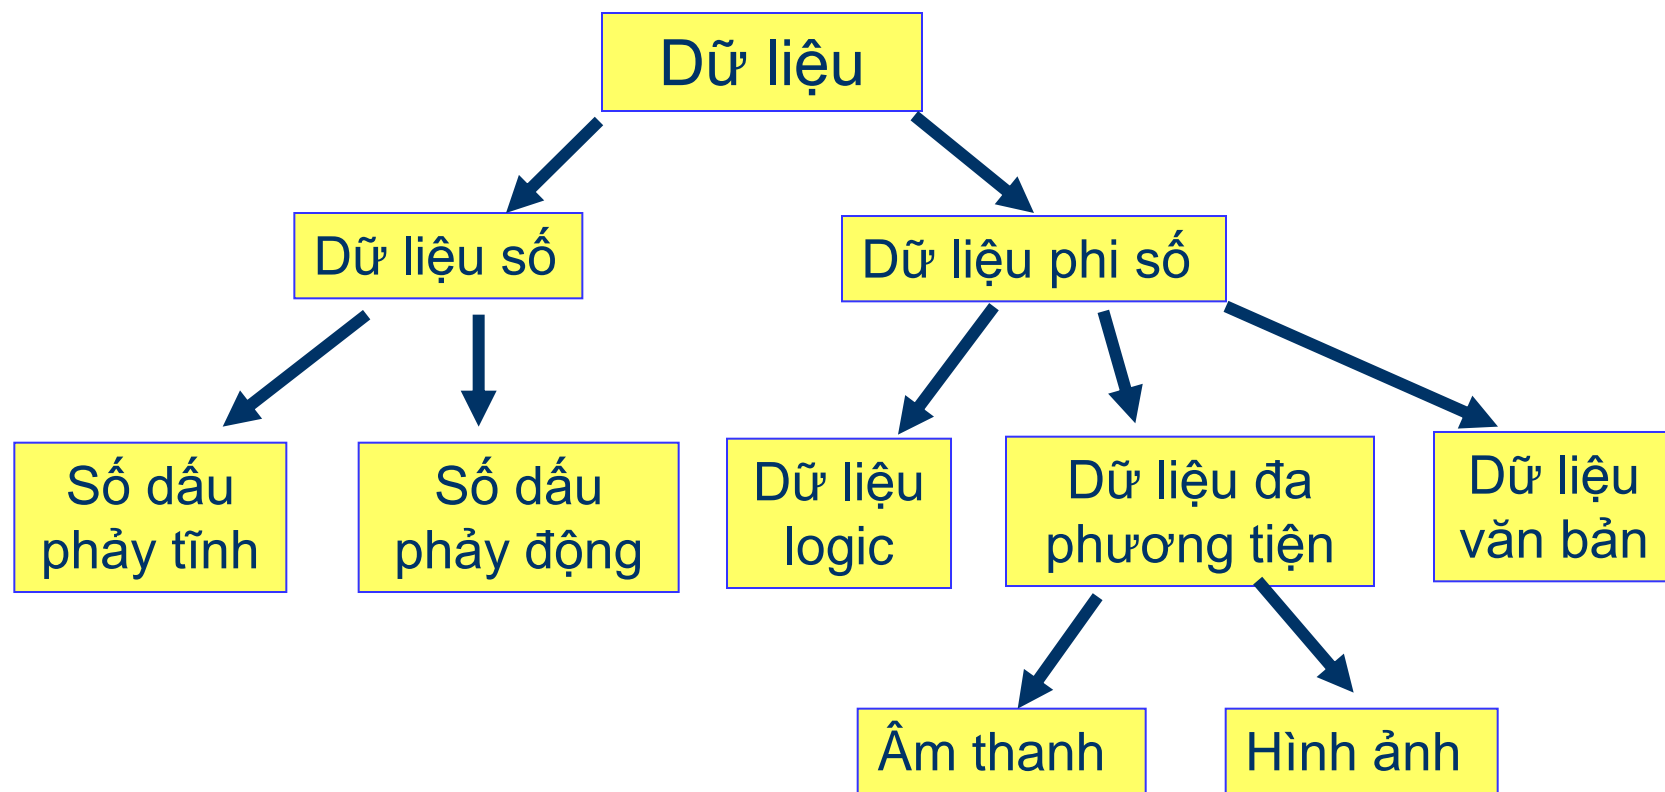 Dữ liệu
Dữ liệu số
Dữ liệu phi số
Số dấu
phảy tĩnh
Số dấu
phảy động
Dữ liệu
logic
Dữ liệu đa
phương tiện
Dữ liệu
văn bản
Âm thanh
Hình ảnh